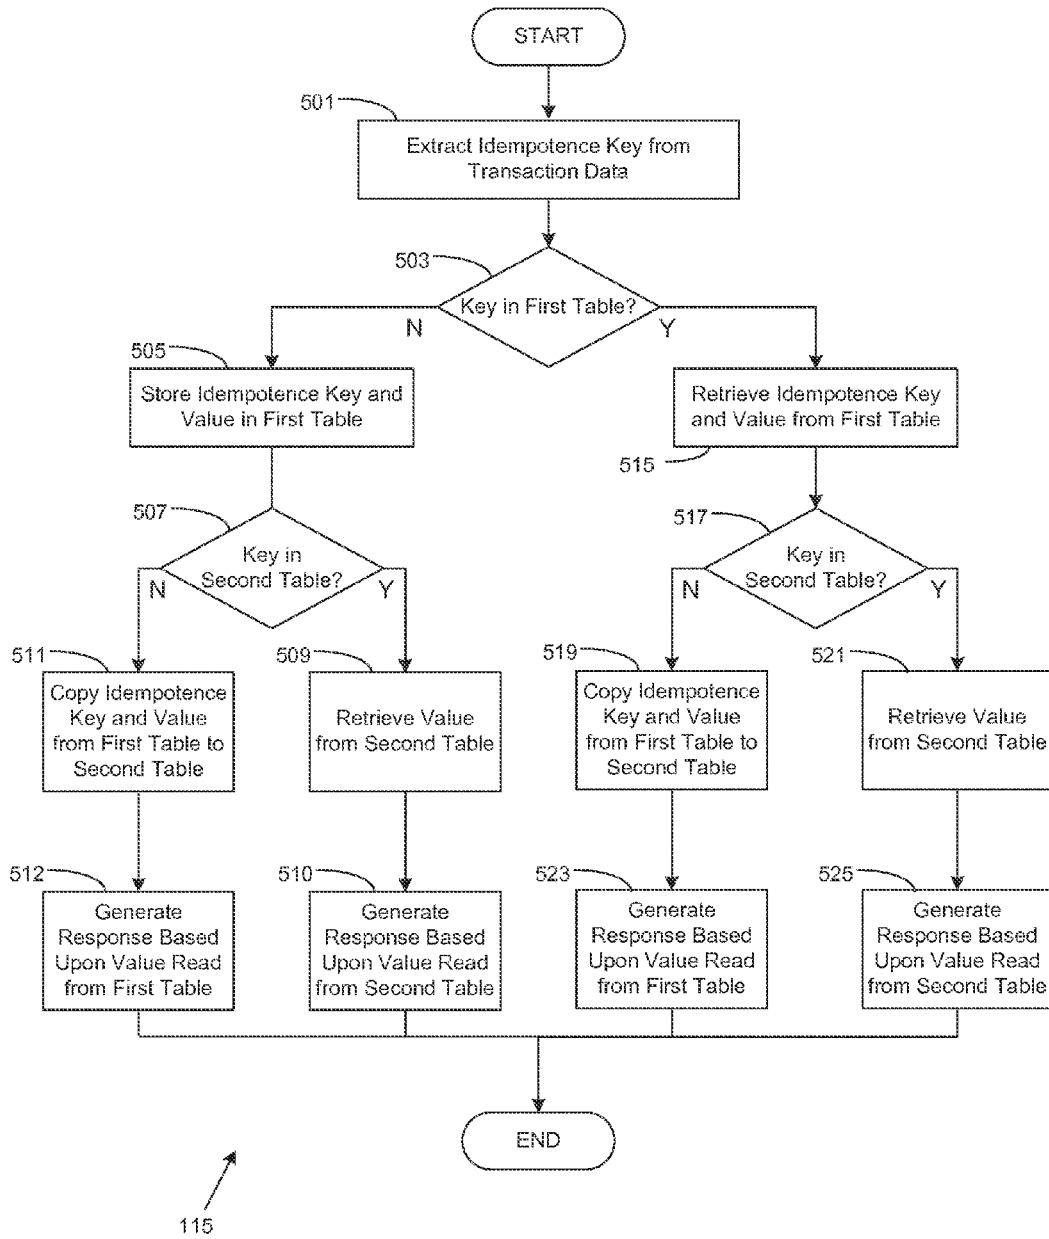 START
501
Extract Idempotence Key from
Transaction Data
503
Key in First Table?
N
Y
505
Store Idempotence Key and
Value in First Table
Retrieve Idempotence Key
and Value from First Table
515
507
Key in
Second Table?
N
Y
517
Key in
Second Table?
N
Y
511
Copy Idempotence
Key and Value
from First Table to
Second Table
509
Retrieve Value
from Second Table
519
Copy Idempotence
Key and Value
from First Table to
Second Table
521
Retrieve Value
from Second Table
512
Generate
Response Based
Upon Value Read
from First Table
510
Generate
Response Based
Upon Value Read
from Second Table
523
Generate
Response Based
Upon Value Read
from First Table
525
Generate
Response Based
Upon Value Read
from Second Table
END
115